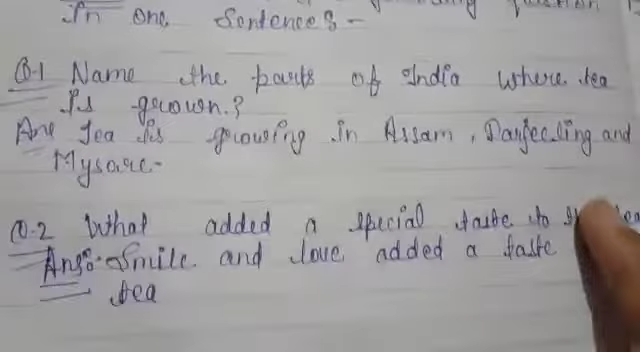 In one Sentences -
Q.1 Name the parts of India where tea
is grown.?
Ans Tea is growing in Assam, Darjeeling and
Mysore-
Q.2 What added a special taste to
Ans:- Smile and love added a taste
tea